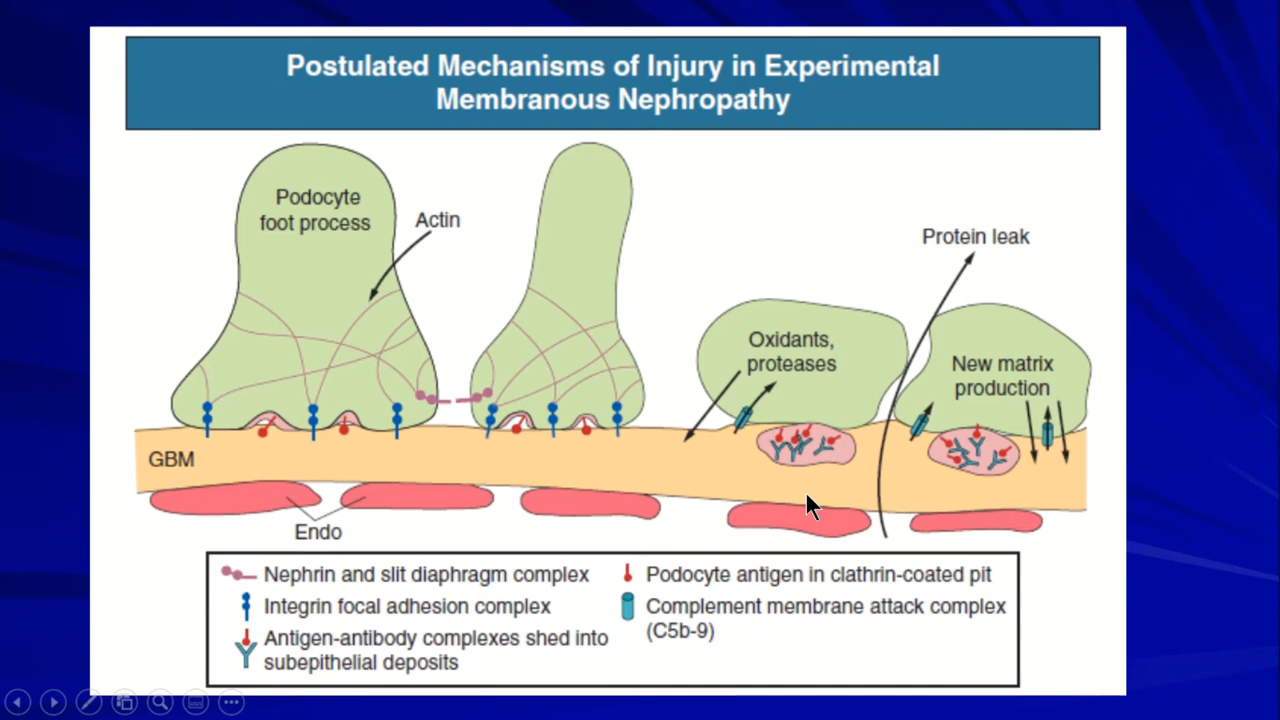 Postulated Mechanisms of Injury in Experimental
Membranous Nephropathy
Podocyte
foot process
Actin
Protein leak
Oxidants,
proteases
New matrix
production
GBM
Endo
Nephrin and slit diaphragm complex
Integrin focal adhesion complex
Antigen-antibody complexes shed into
subepithelial deposits
Podocyte antigen in clathrin-coated pit
Complement membrane attack complex
(C5b-9)